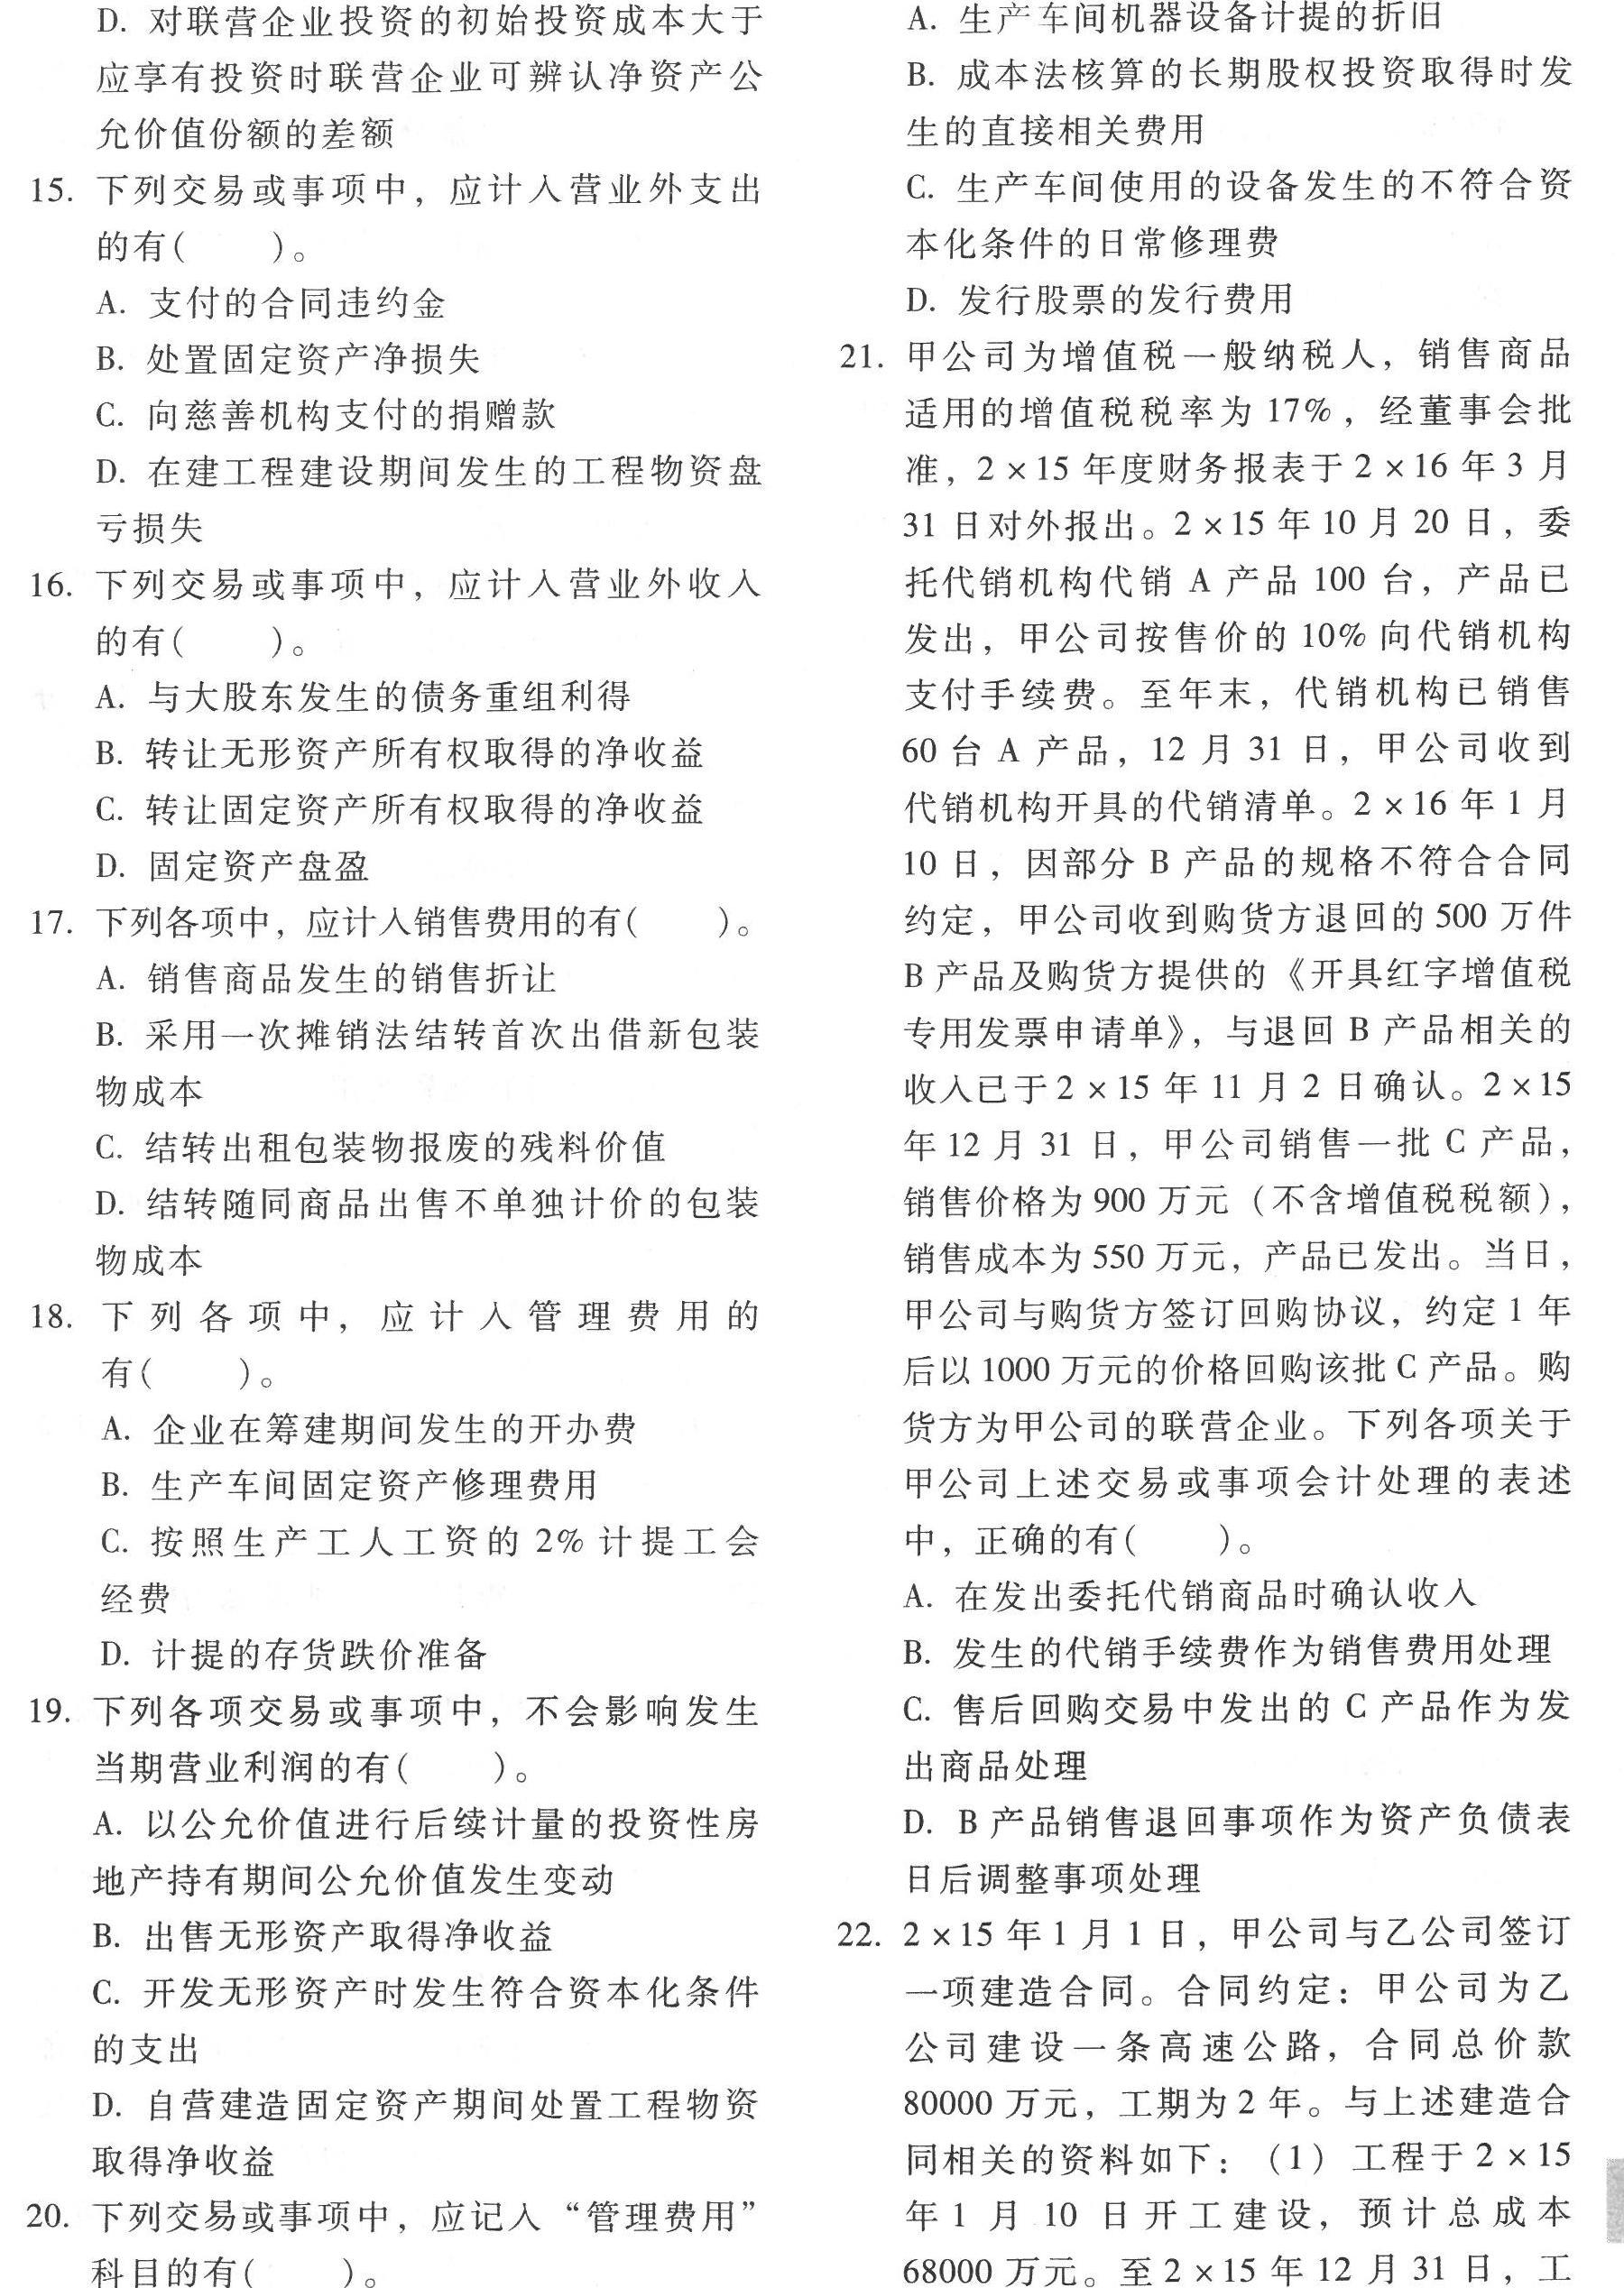 D. 对联营企业投资的初始投资成本大于
应享有投资时联营企业可辨认净资产公
允价值份额的差额
15. 下列交易或事项中，应计入营业外支出
的有(　　)。
A. 支付的合同违约金
B. 处置固定资产净损失
C. 向慈善机构支付的捐赠款
D. 在建工程建设期间发生的工程物资盘
亏损失
16. 下列交易或事项中，应计入营业外收入
的有(　　)。
A. 与大股东发生的债务重组利得
B. 转让无形资产所有权取得的净收益
C. 转让固定资产所有权取得的净收益
D. 固定资产盘盈
17. 下列各项中，应计入销售费用的有(　　)。
A. 销售商品发生的销售折让
B. 采用一次摊销法结转首次出借新包装
物成本
C. 结转出租包装物报废的残料价值
D. 结转随同商品出售不单独计价的包装
物成本
18. 下列各项中，应计入管理费用的
有(　　)。
A. 企业在筹建期间发生的开办费
B. 生产车间固定资产修理费用
C. 按照生产工人工资的 2% 计提工会
经费
D. 计提的存货跌价准备
19. 下列各项交易或事项中，不会影响发生
当期营业利润的有(　　)。
A. 以公允价值进行后续计量的投资性房
地产持有期间公允价值发生变动
B. 出售无形资产取得净收益
C. 开发无形资产时发生符合资本化条件
的支出
D. 自营建造固定资产期间处置工程物资
取得净收益
20. 下列交易或事项中，应记入“管理费用”
科目的有(　　)。
A. 生产车间机器设备计提的折旧
B. 成本法核算的长期股权投资取得时发
生的直接相关费用
C. 生产车间使用的设备发生的不符合资
本化条件的日常修理费
D. 发行股票的发行费用
21. 甲公司为增值税一般纳税人，销售商品
适用的增值税税率为 17%，经董事会批
准，2×15 年度财务报表于 2×16 年 3 月
31 日对外报出。2×15 年 10 月 20 日，委
托代销机构代销 A 产品 100 台，产品已
发出，甲公司按售价的 10% 向代销机构
支付手续费。至年末，代销机构已销售
60 台 A 产品，12 月 31 日，甲公司收到
代销机构开具的代销清单。2×16 年 1 月
10 日，因部分 B 产品的规格不符合合同
约定，甲公司收到购货方退回的 500 万件
B 产品及购货方提供的《开具红字增值税
专用发票申请单》，与退回 B 产品相关的
收入已于 2×15 年 11 月 2 日确认。2×15
年 12 月 31 日，甲公司销售一批 C 产品，
销售价格为 900 万元（不含增值税税额），
销售成本为 550 万元，产品已发出。当日，
甲公司与购货方签订回购协议，约定 1 年
后以 1000 万元的价格回购该批 C 产品。购
货方为甲公司的联营企业。下列各项关于
甲公司上述交易或事项会计处理的表述
中，正确的有(　　)。
A. 在发出委托代销商品时确认收入
B. 发生的代销手续费作为销售费用处理
C. 售后回购交易中发出的 C 产品作为发
出商品处理
D. B 产品销售退回事项作为资产负债表
日后调整事项处理
22. 2×15 年 1 月 1 日，甲公司与乙公司签订
一项建造合同。合同约定：甲公司为乙
公司建设一条高速公路，合同总价款
80000 万元，工期为 2 年。与上述建造合
同相关的资料如下：（1）工程于 2×15
年 1 月 10 日开工建设，预计总成本
68000 万元。至 2×15 年 12 月 31 日，工